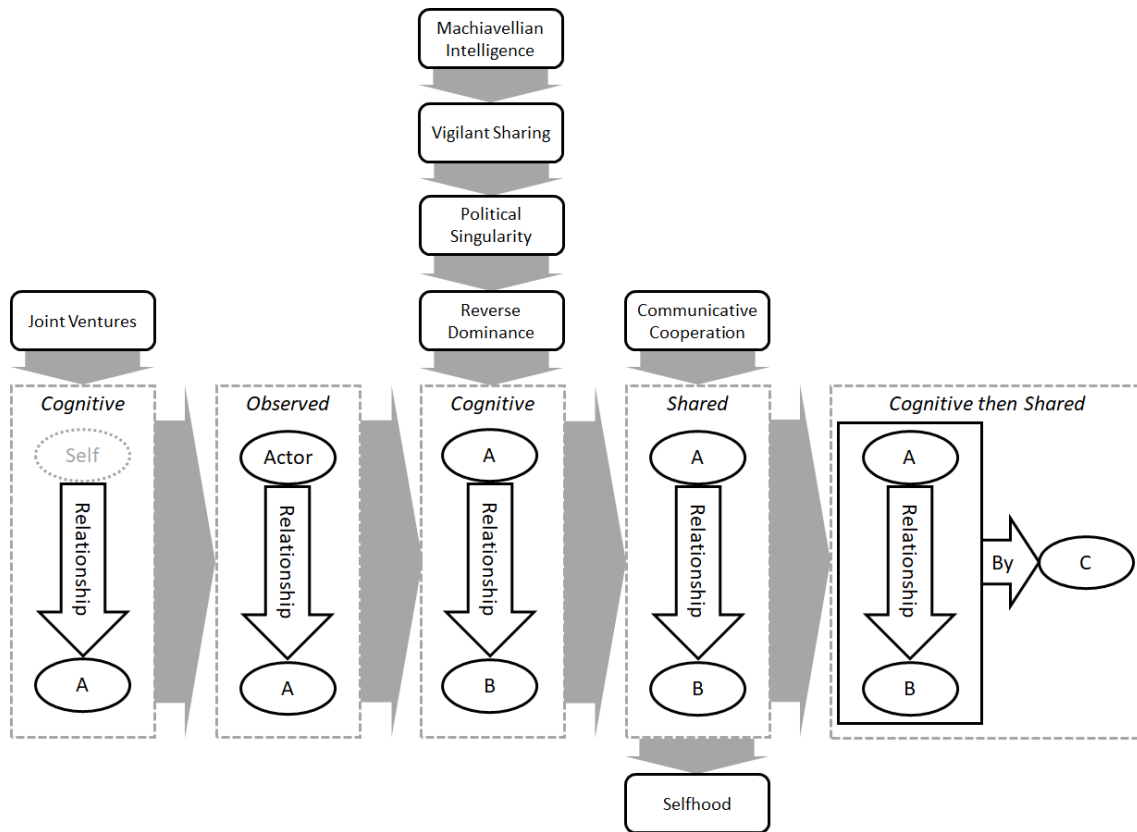 Machiavellian
Intelligence
Vigilant Sharing
Political
Singularity
Joint Ventures
Reverse
Dominance
Communicative
Cooperation
Cognitive
Observed
Cognitive
Shared
Cognitive then Shared
Self
Actor
A
A
A
Relationship
Relationship
Relationship
Relationship
Relationship
By
C
A
A
B
B
B
Selfhood